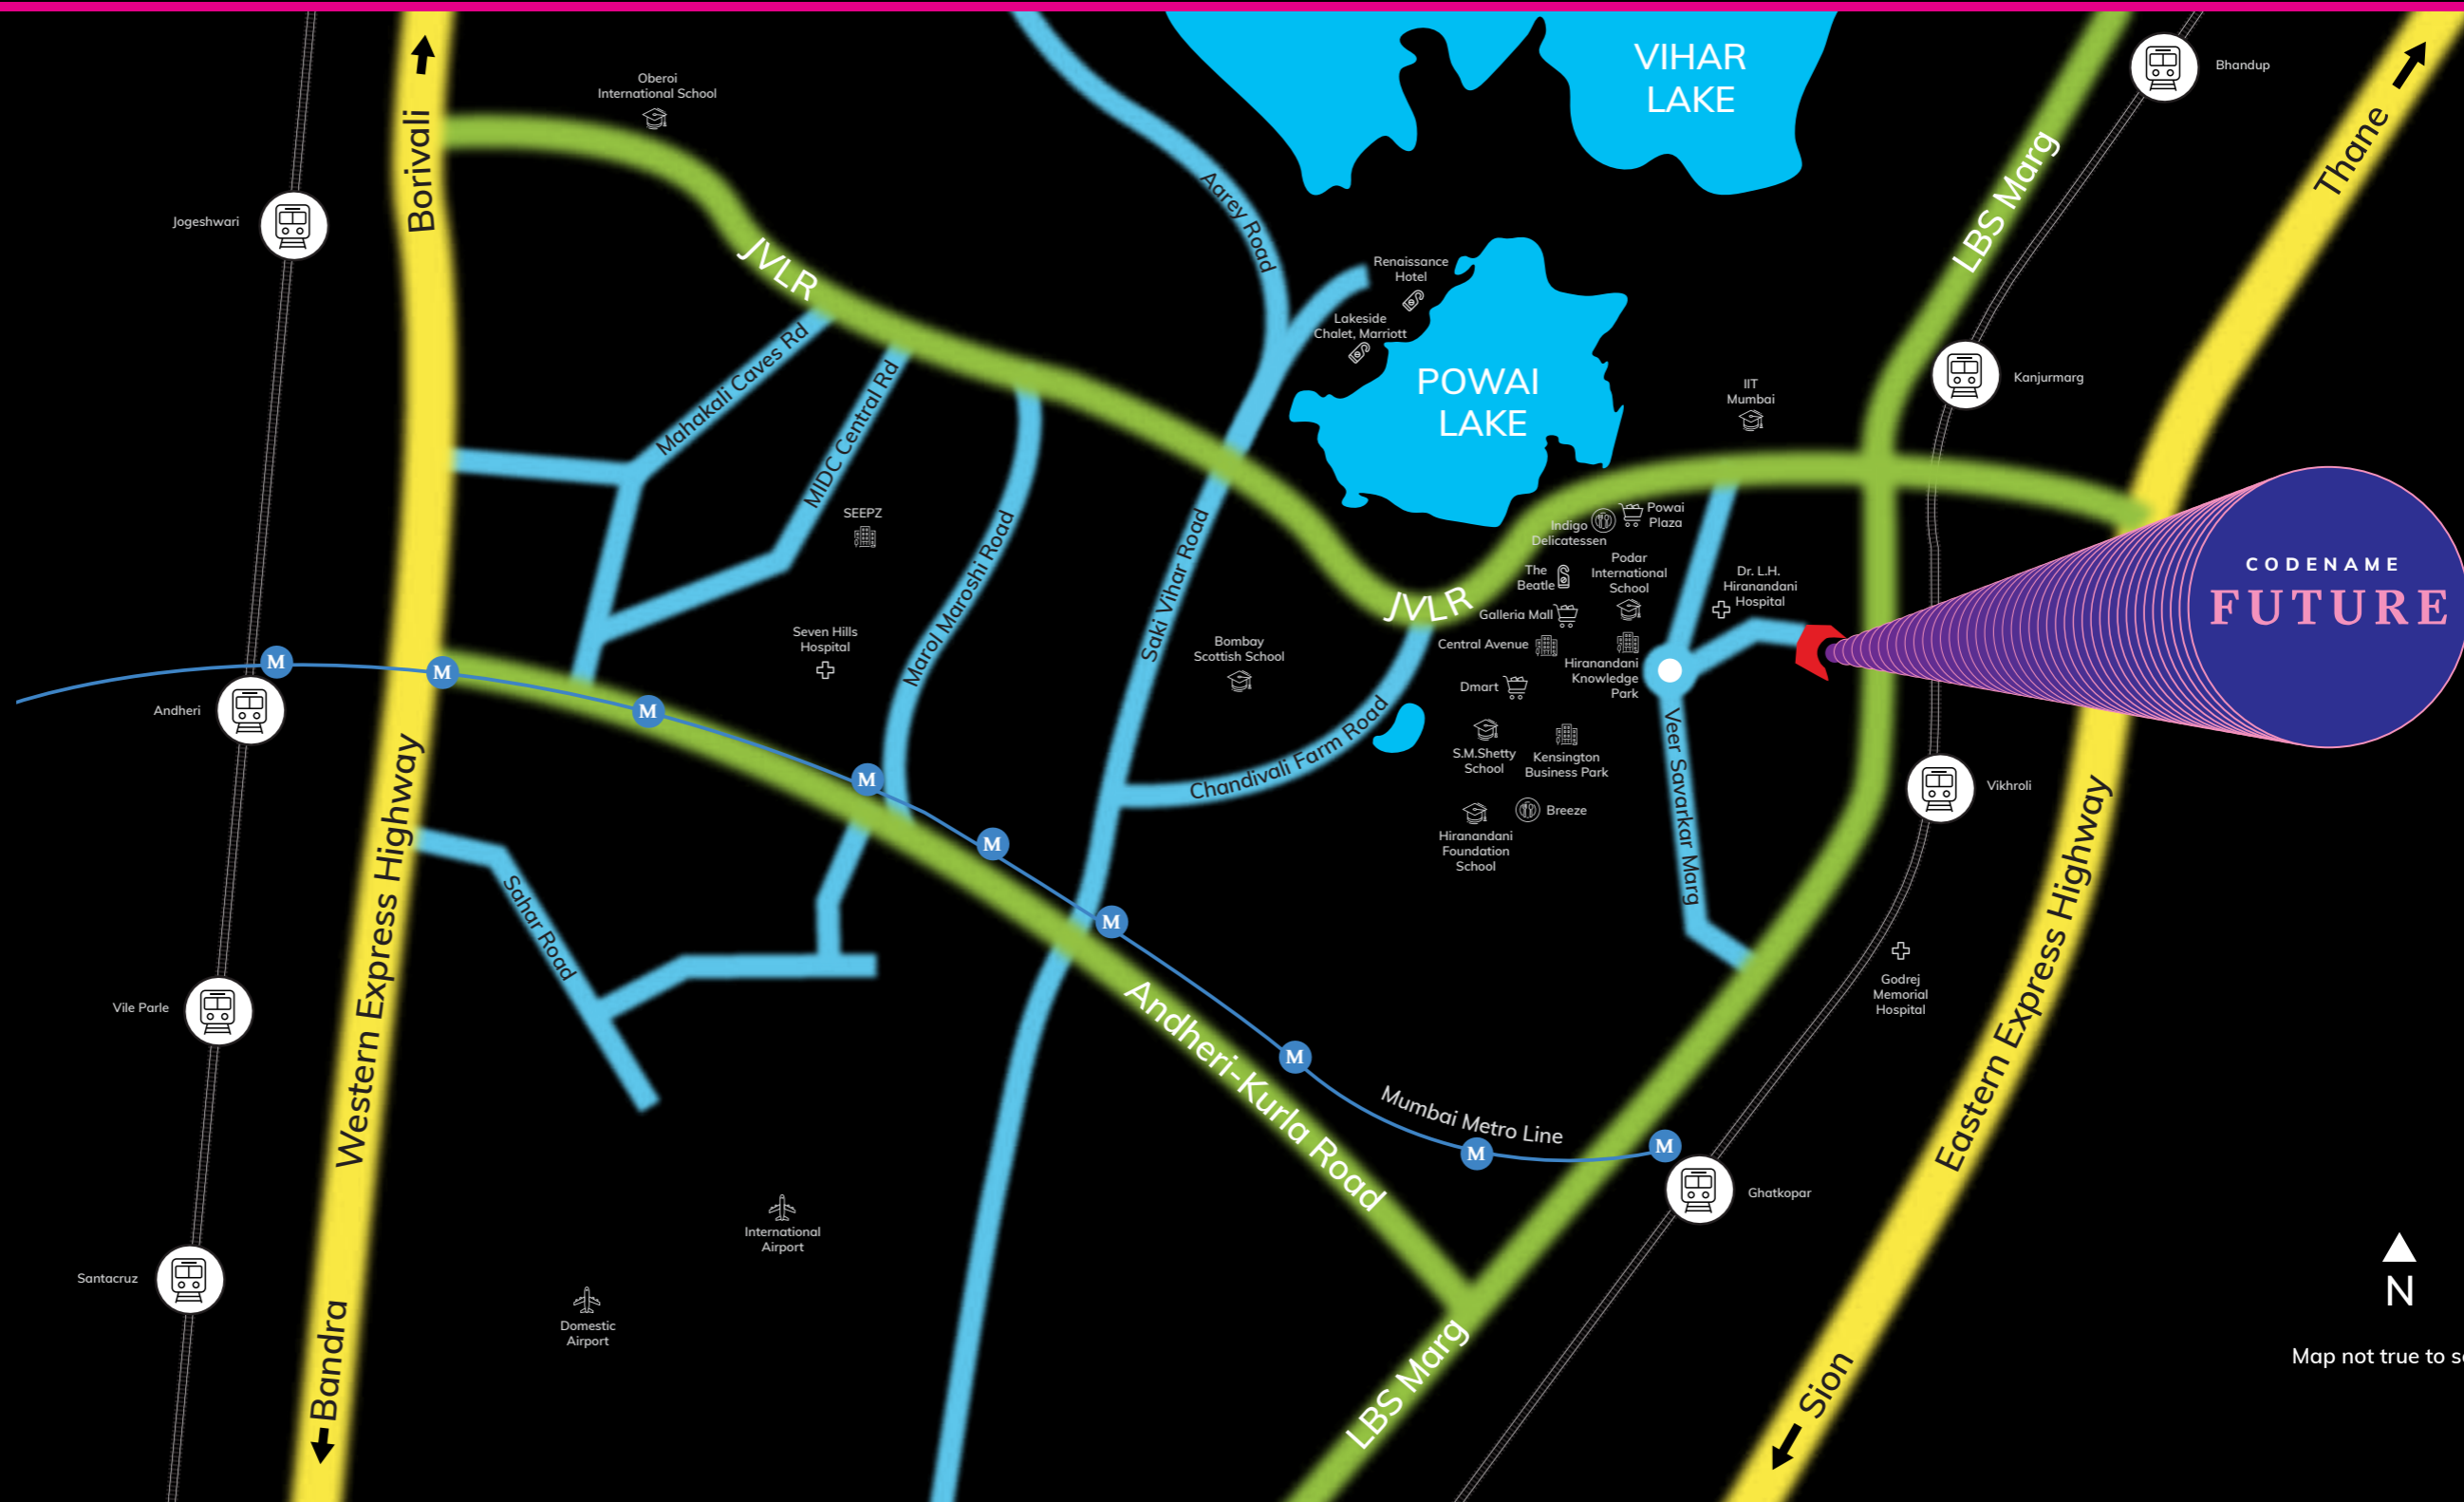 VIHAR
LAKE
Bhandup
Oberoi
International School
Borivali
Thane
LBS Marg
Aarey Road
Jogeshwari
JVLR
Renaissance
Hotel
Lakeside
Chalet, Marriott
POWAI
LAKE
IIT
Mumbai
Kanjurmarg
Mahakali Caves Rd
MIDC Central Rd
SEEPZ
Marol Maroshi Road
Saki Vihar Road
Indigo
Delicatessen
Powai
Plaza
The
Beatle
Podar
International
School
Dr. L.H.
Hiranandani
Hospital
CODENAME
FUTURE
JVLR
Galleria Mall
Central Avenue
Hiranandani
Knowledge
Park
Seven Hills
Hospital
Bombay
Scottish School
Dmart
M
M
M
M
M
M
M
M
M
Andheri
Chandivali Farm Road
S.M.Shetty
School
Kensington
Business Park
Veer Savarkar Marg
Vikhroli
Breeze
Hiranandani
Foundation
School
Western Express Highway
Sahar Road
Eastern Express Highway
Godrej
Memorial
Hospital
Vile Parle
Andheri-Kurla Road
Mumbai Metro Line
Ghatkopar
International
Airport
Santacruz
Domestic
Airport
Bandra
LBS Marg
Sion
N
Map not true to s